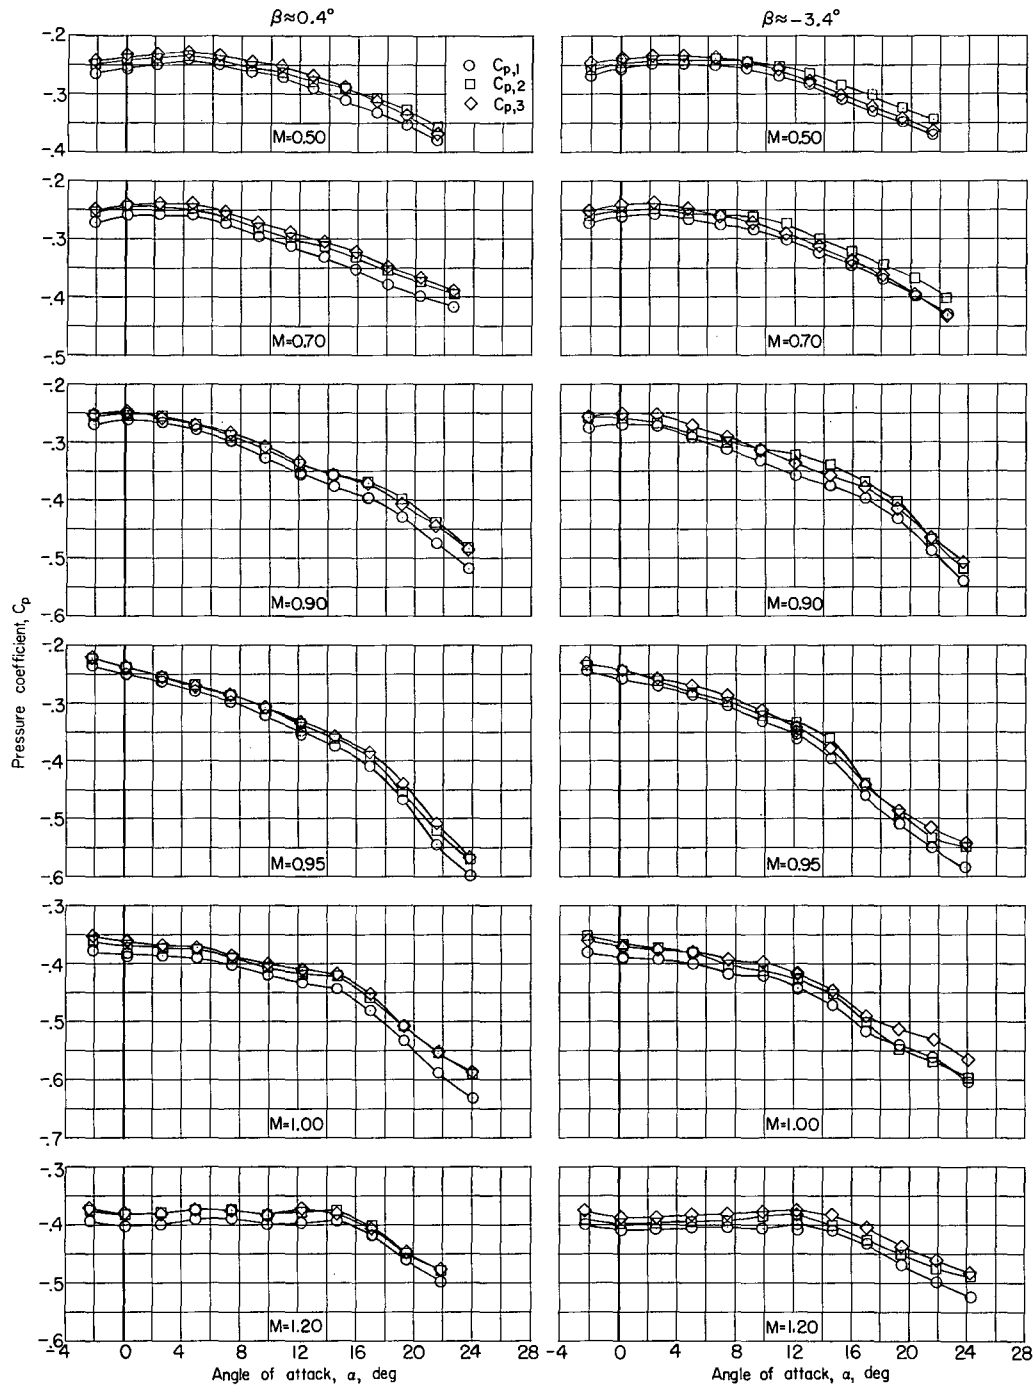 β≈0.4°
β≈-3.4°
-.2
-.3
-.4
M=0.50
Cp,1
Cp,2
Cp,3
M=0.50
-.2
-.3
-.4
-.5
M=0.70
M=0.70
-.2
-.3
-.4
-.5
-.6
M=0.90
M=0.90
Pressure coefficient, Cp
-.2
-.3
-.4
-.5
-.6
M=0.95
M=0.95
-.3
-.4
-.5
-.6
-.7
M=1.00
M=1.00
-.3
-.4
-.5
-.6
M=1.20
M=1.20
-4 0 4 8 12 16 20 24 28
-4 0 4 8 12 16 20 24 28
Angle of attack, α, deg
Angle of attack, α, deg